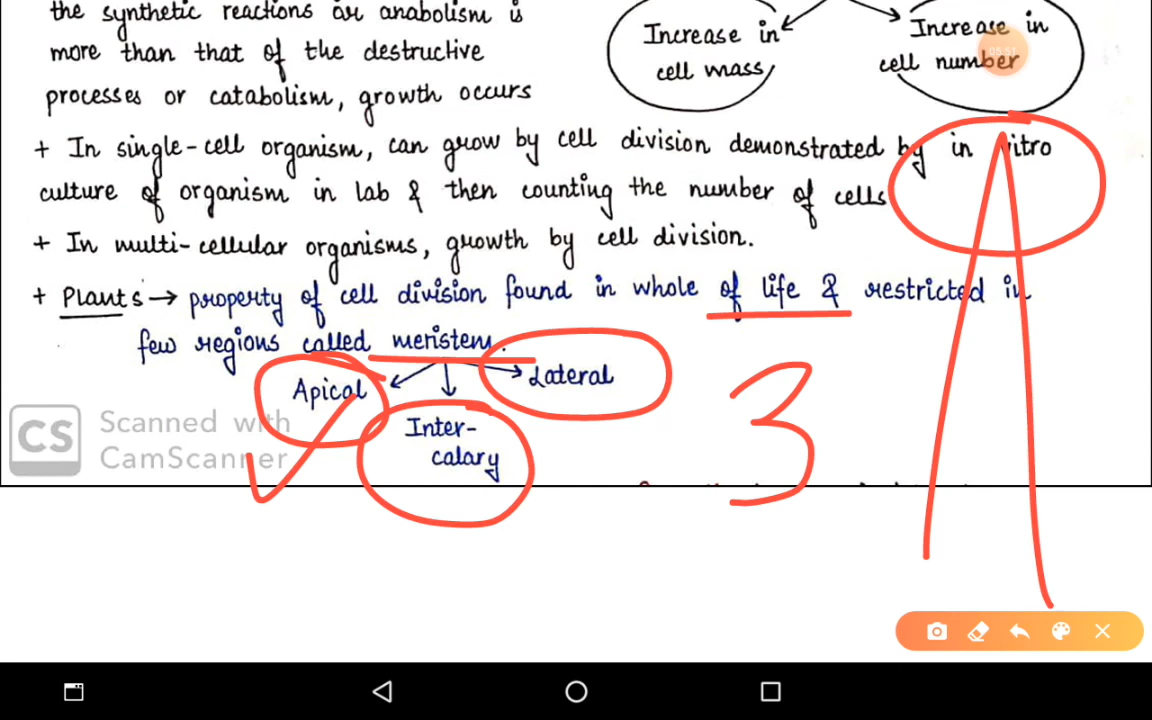 the synthetic reactions or anabolism is
more than that of the destructive
processes or catabolism, growth occurs
Increase in
cell mass
Increase in
cell number
05:51
+ In single-cell organism, can grow by cell division demonstrated by in vitro
culture of organism in lab & then counting the number of cells
+ In multi-cellular organisms, growth by cell division.
+ Plants → property of cell division found in whole of life & restricted in
few regions called meristem.
Apical
Inter-
calary
Lateral
3
CS
Scanned with
CamScanner